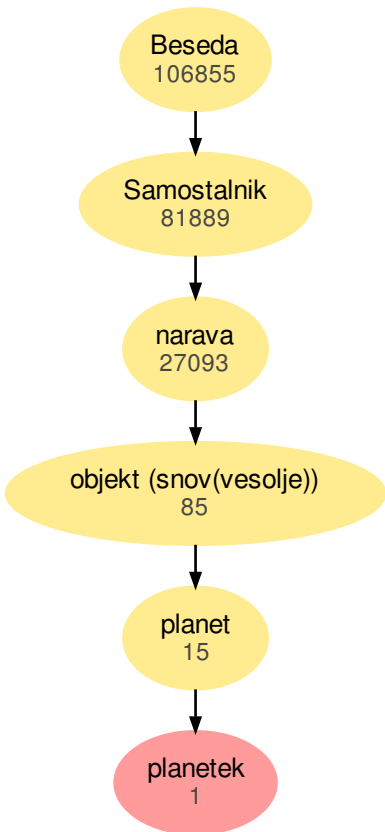 Beseda
106855
Samostalnik
81889
narava
27093
objekt (snov(vesolje))
85
planet
15
planetek
1